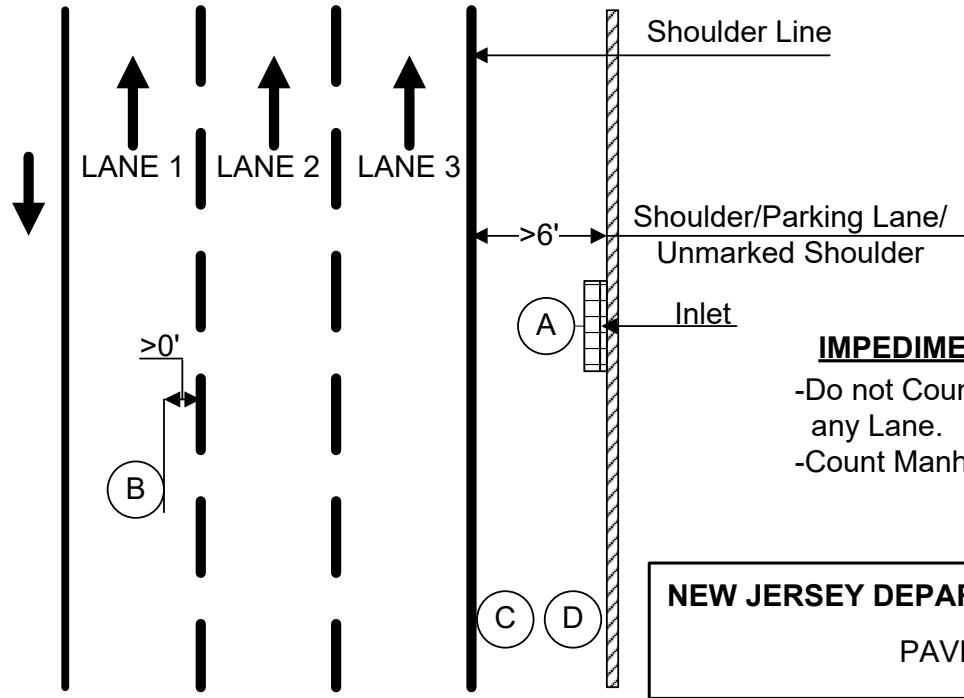 Shoulder Line
LANE 1 LANE 2 LANE 3
>6'
Shoulder/Parking Lane/
Unmarked Shoulder
A
Inlet
>0'
IMPEDIME
-Do not Coun
any Lane.
-Count Manh
B
C D
NEW JERSEY DEPAR
PAV